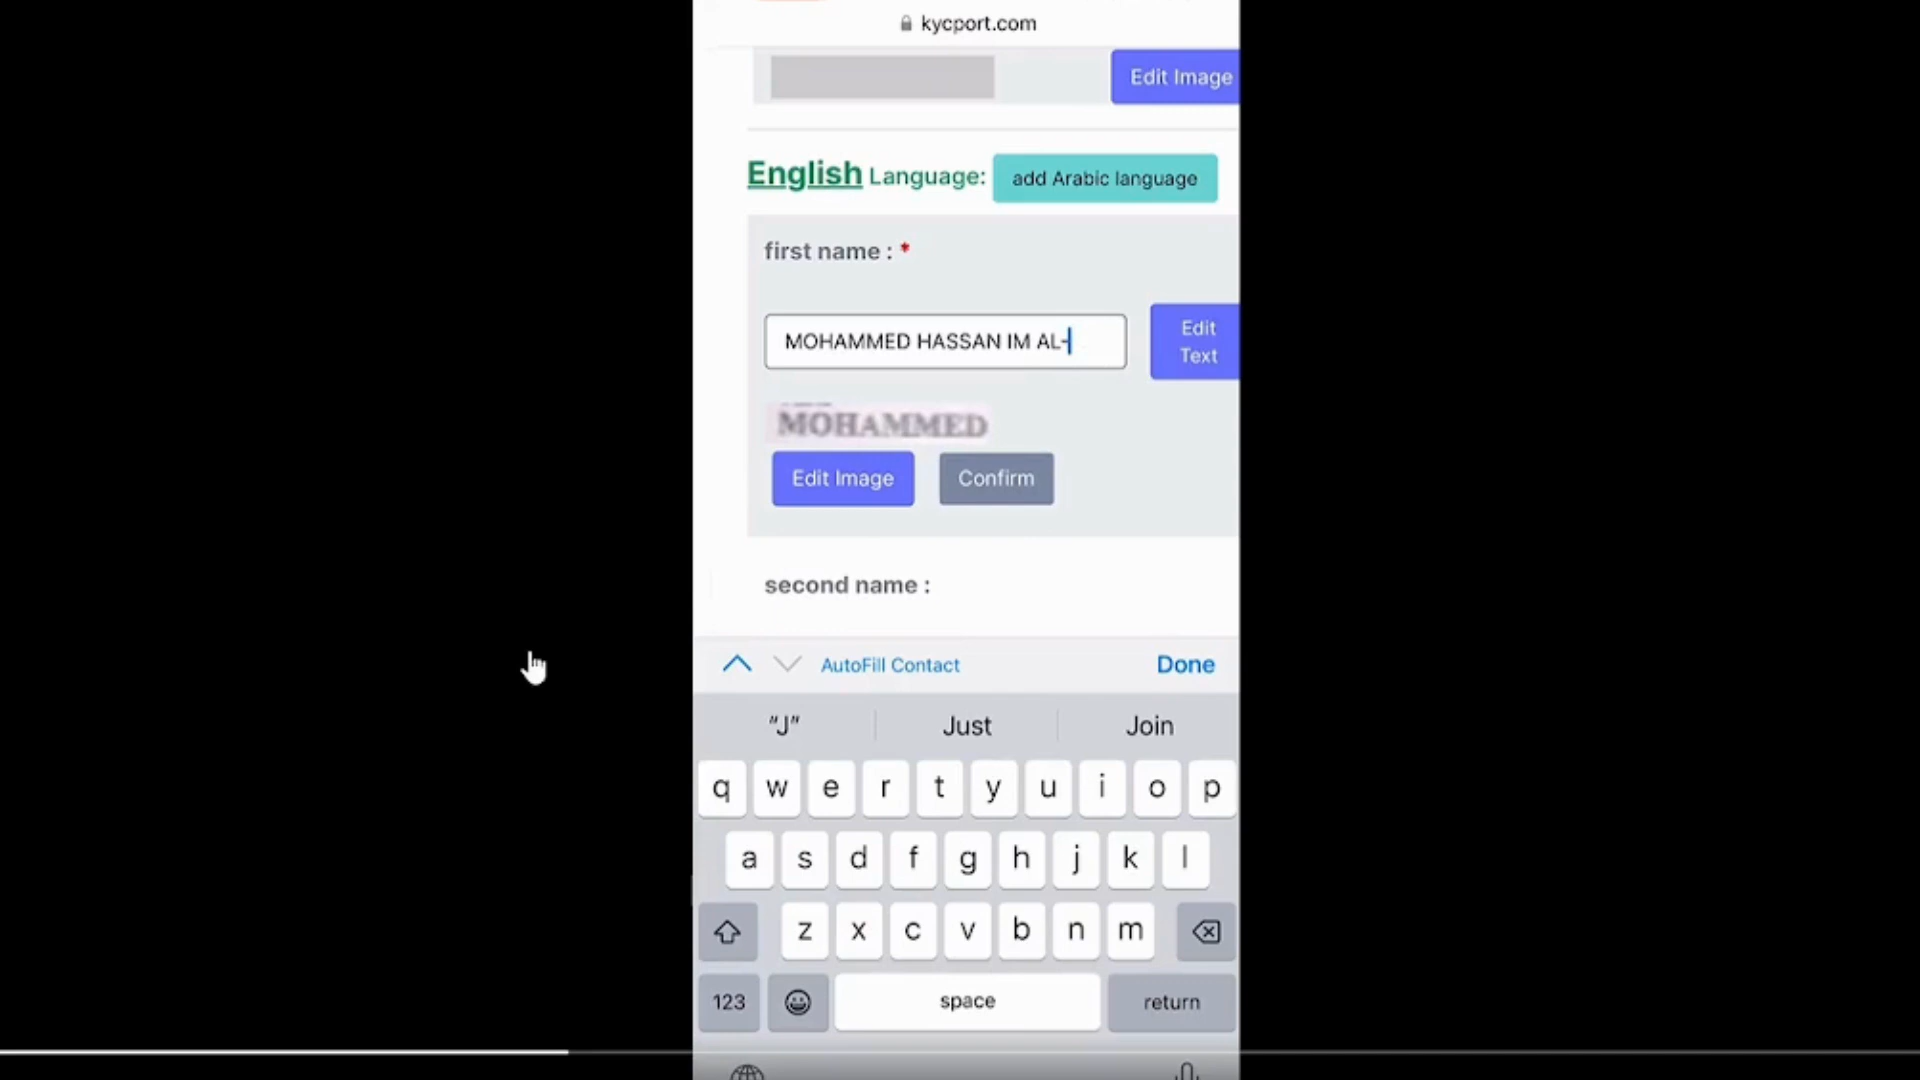 kycport.com
Edit Image
English Language: add Arabic language
first name : *
MOHAMMED HASSAN IM AL-
Edit
Text
MOHAMMED
Edit Image Confirm
second name :
AutoFill Contact Done
"J" Just Join
q w e r t y u i o p
a s d f g h j k l
z x c v b n m
123 space return